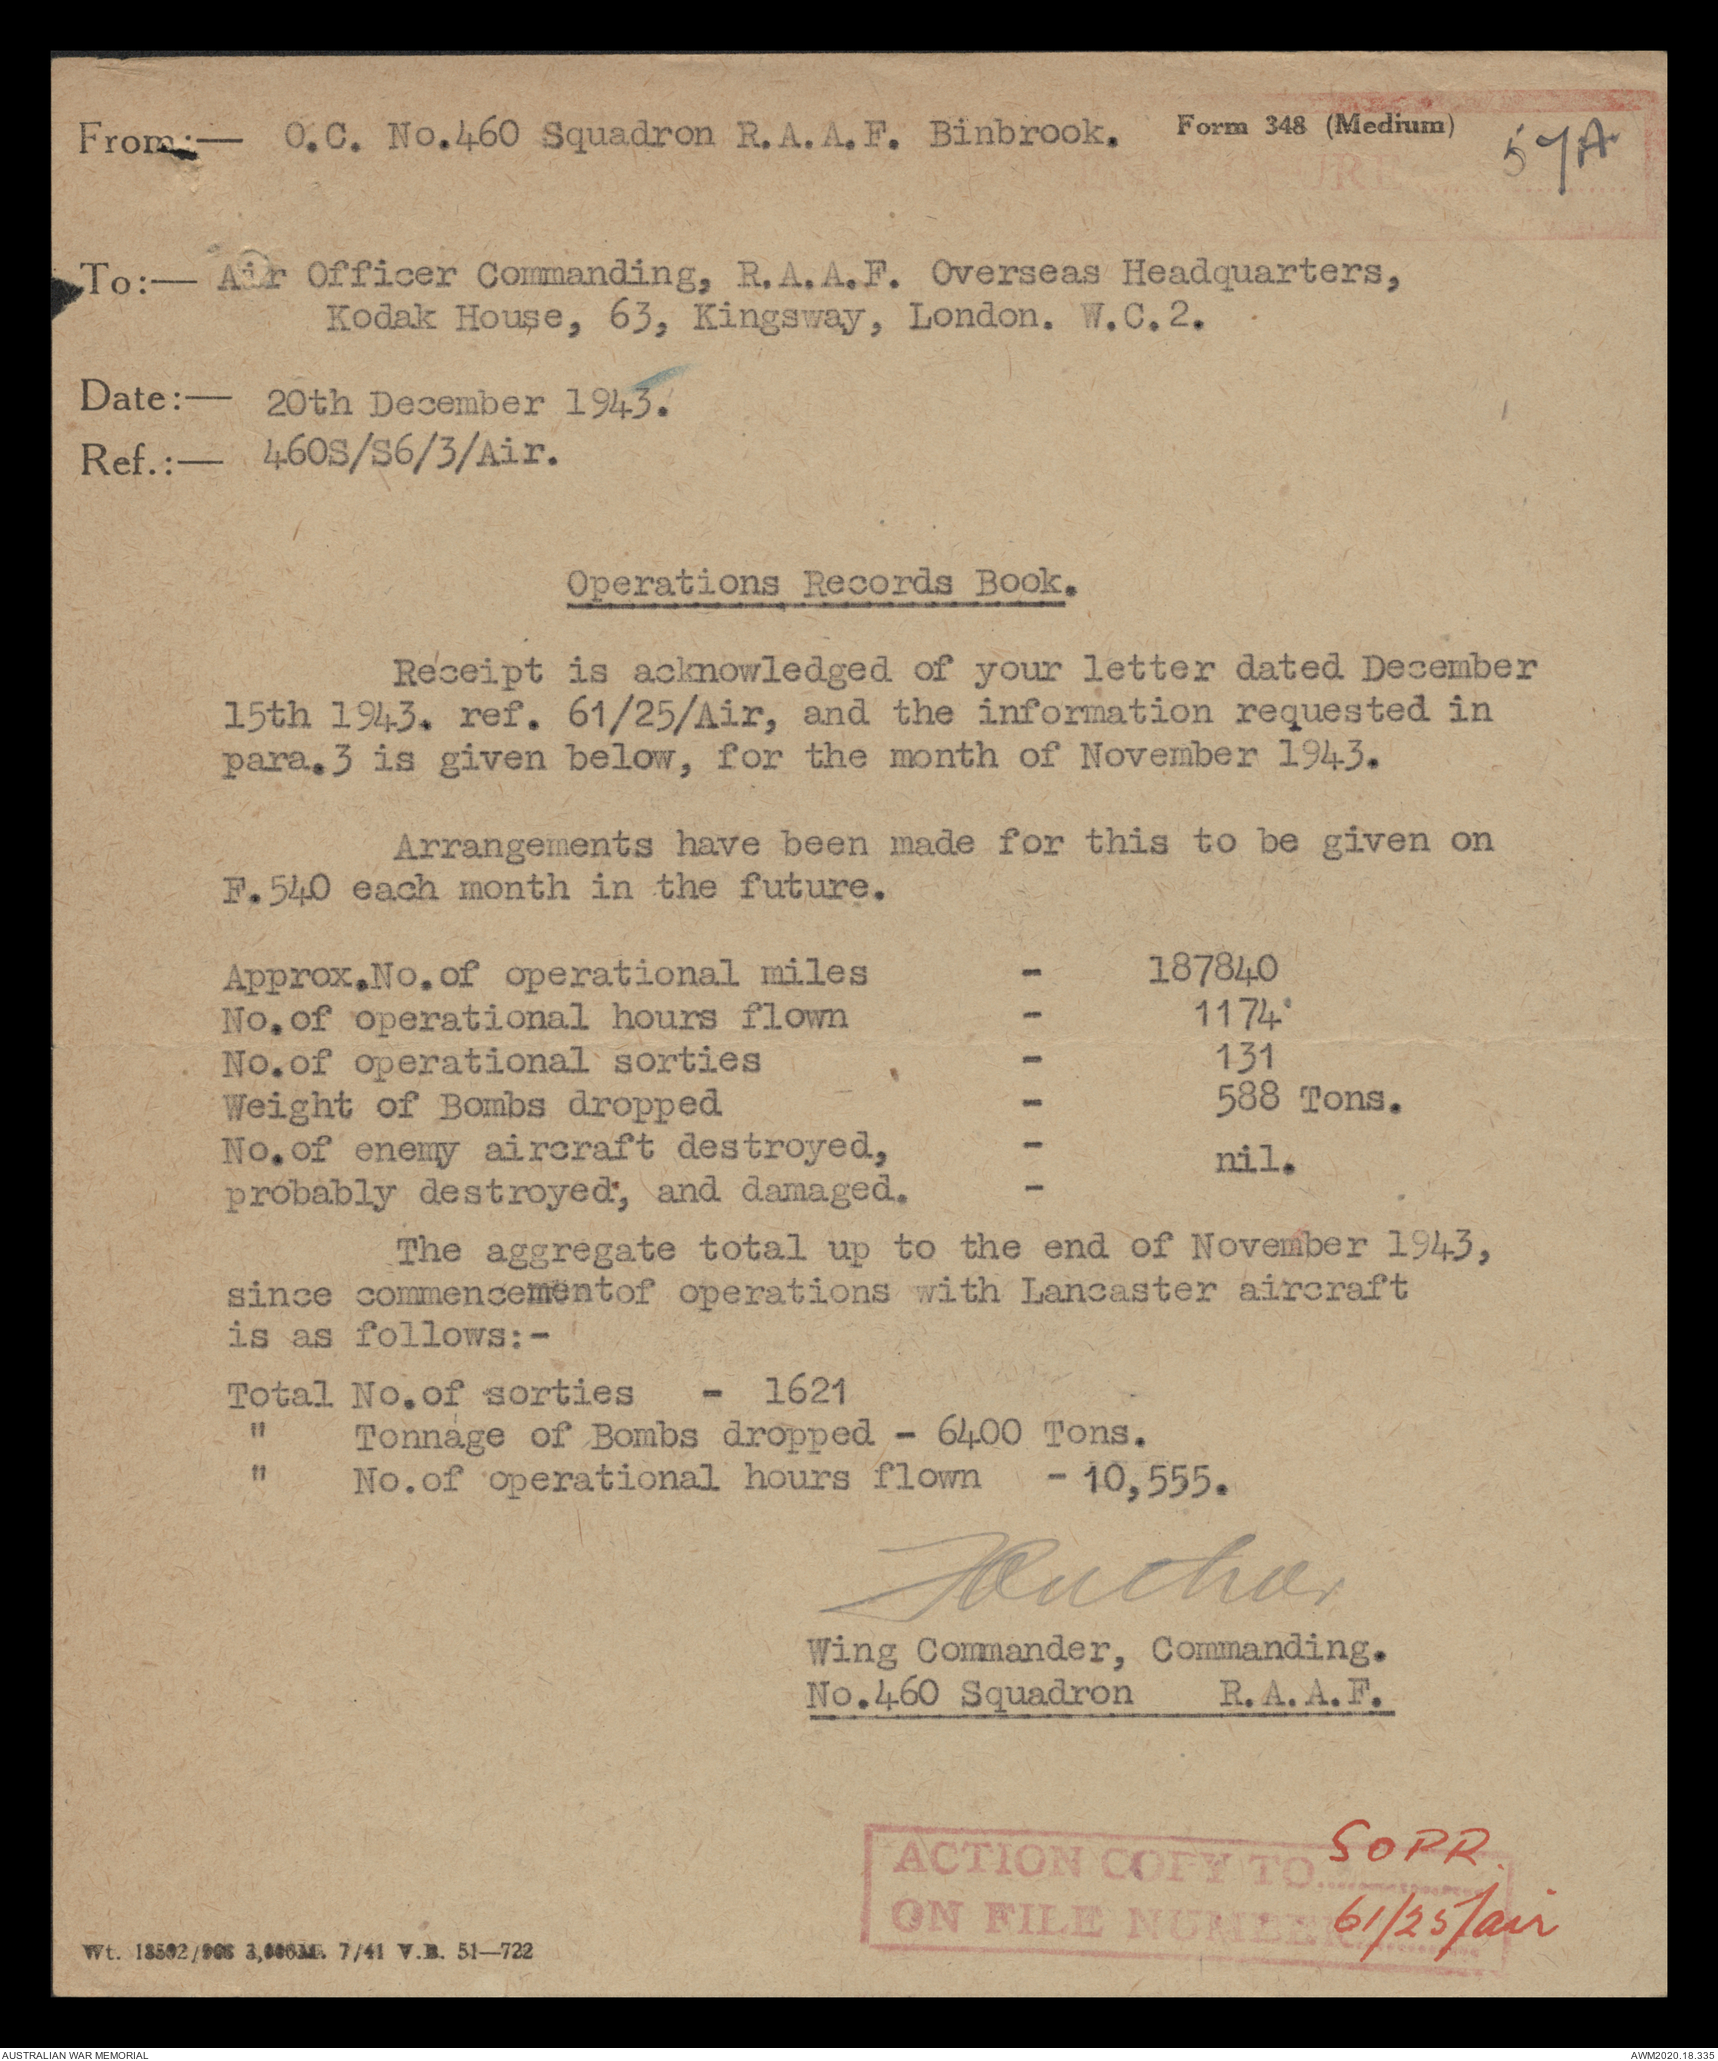 From:— O.C. No.460 Squadron R.A.A.F. Binbrook. Form 348 (Medium) 57A
To:— Air Officer Commanding, R.A.A.F. Overseas Headquarters,
Kodak House, 63, Kingsway, London. W.C.2.
Date:— 20th December 1943.
Ref.:— 460S/S6/3/Air.
Operations Records Book.
Receipt is acknowledged of your letter dated December
15th 1943. ref. 61/25/Air, and the information requested in
para.3 is given below, for the month of November 1943.
Arrangements have been made for this to be given on
F.540 each month in the future.
Approx.No.of operational miles - 187840
No.of operational hours flown - 1174
No.of operational sorties - 131
Weight of Bombs dropped - 588 Tons.
No.of enemy aircraft destroyed, - nil.
probably destroyed, and damaged. -
The aggregate total up to the end of November 1943,
since commencementof operations with Lancaster aircraft
is as follows:-
Total No.of sorties - 1621
" Tonnage of Bombs dropped - 6400 Tons.
" No.of operational hours flown - 10,555.
Wing Commander, Commanding.
No.460 Squadron R.A.A.F.
ACTION COPY TO SOPR.
ON FILE NUMBER 61/25/air
Wt. 7/41 V.B. 51—722
AUSTRALIAN WAR MEMORIAL AWM2020.18.335